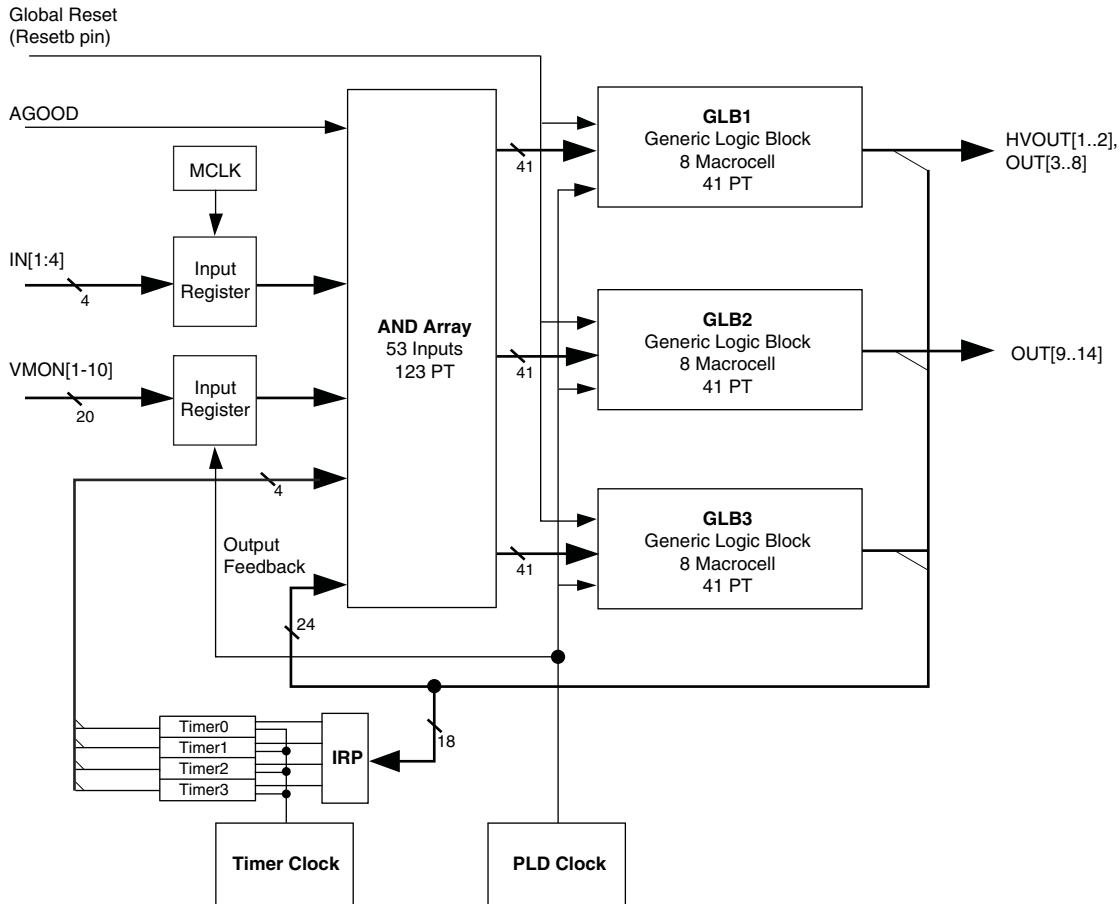 Global Reset
(Resetb pin)
AGOOD
MCLK
IN[1:4]
4
Input
Register
VMON[1-10]
20
Input
Register
AND Array
53 Inputs
123 PT
41
41
41
GLB1
Generic Logic Block
8 Macrocell
41 PT
HVOUT[1..2],
OUT[3..8]
GLB2
Generic Logic Block
8 Macrocell
41 PT
OUT[9..14]
GLB3
Generic Logic Block
8 Macrocell
41 PT
4
Output
Feedback
24
18
Timer0
Timer1
Timer2
Timer3
IRP
Timer Clock
PLD Clock